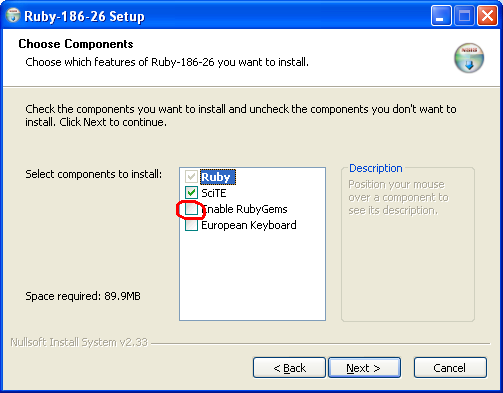 Ruby-186-26 Setup
Choose Components
Choose which features of Ruby-186-26 you want to install.
Check the components you want to install and uncheck the components you don't want to
install. Click Next to continue.
Select components to install:
Ruby
SciTE
Enable RubyGems
European Keyboard
Description
Position your mouse
over a component to
see its description.
Space required: 89.9MB
Nullsoft Install System v2.33
< Back
Next >
Cancel